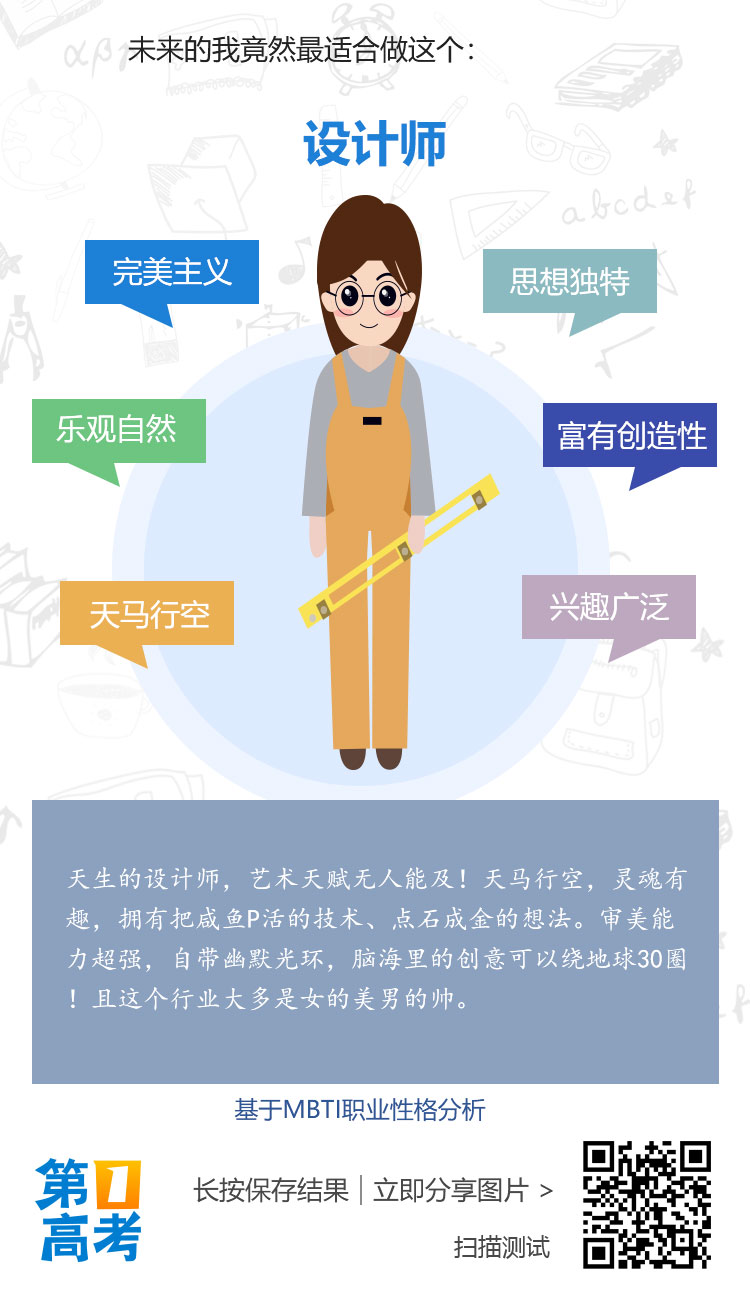 未来的我竟然最适合做这个：
设计师
完美主义
思想独特
乐观自然
富有创造性
天马行空
兴趣广泛
天生的设计师，艺术天赋无人能及！天马行空，灵魂有
趣，拥有把咸鱼P活的技术、点石成金的想法。审美能
力超强，自带幽默光环，脑海里的创意可以绕地球30圈
！且这个行业大多是女的美男的帅。
基于MBTI职业性格分析
第1
高考
长按保存结果｜立即分享图片 >
扫描测试
αβγ
abcdef